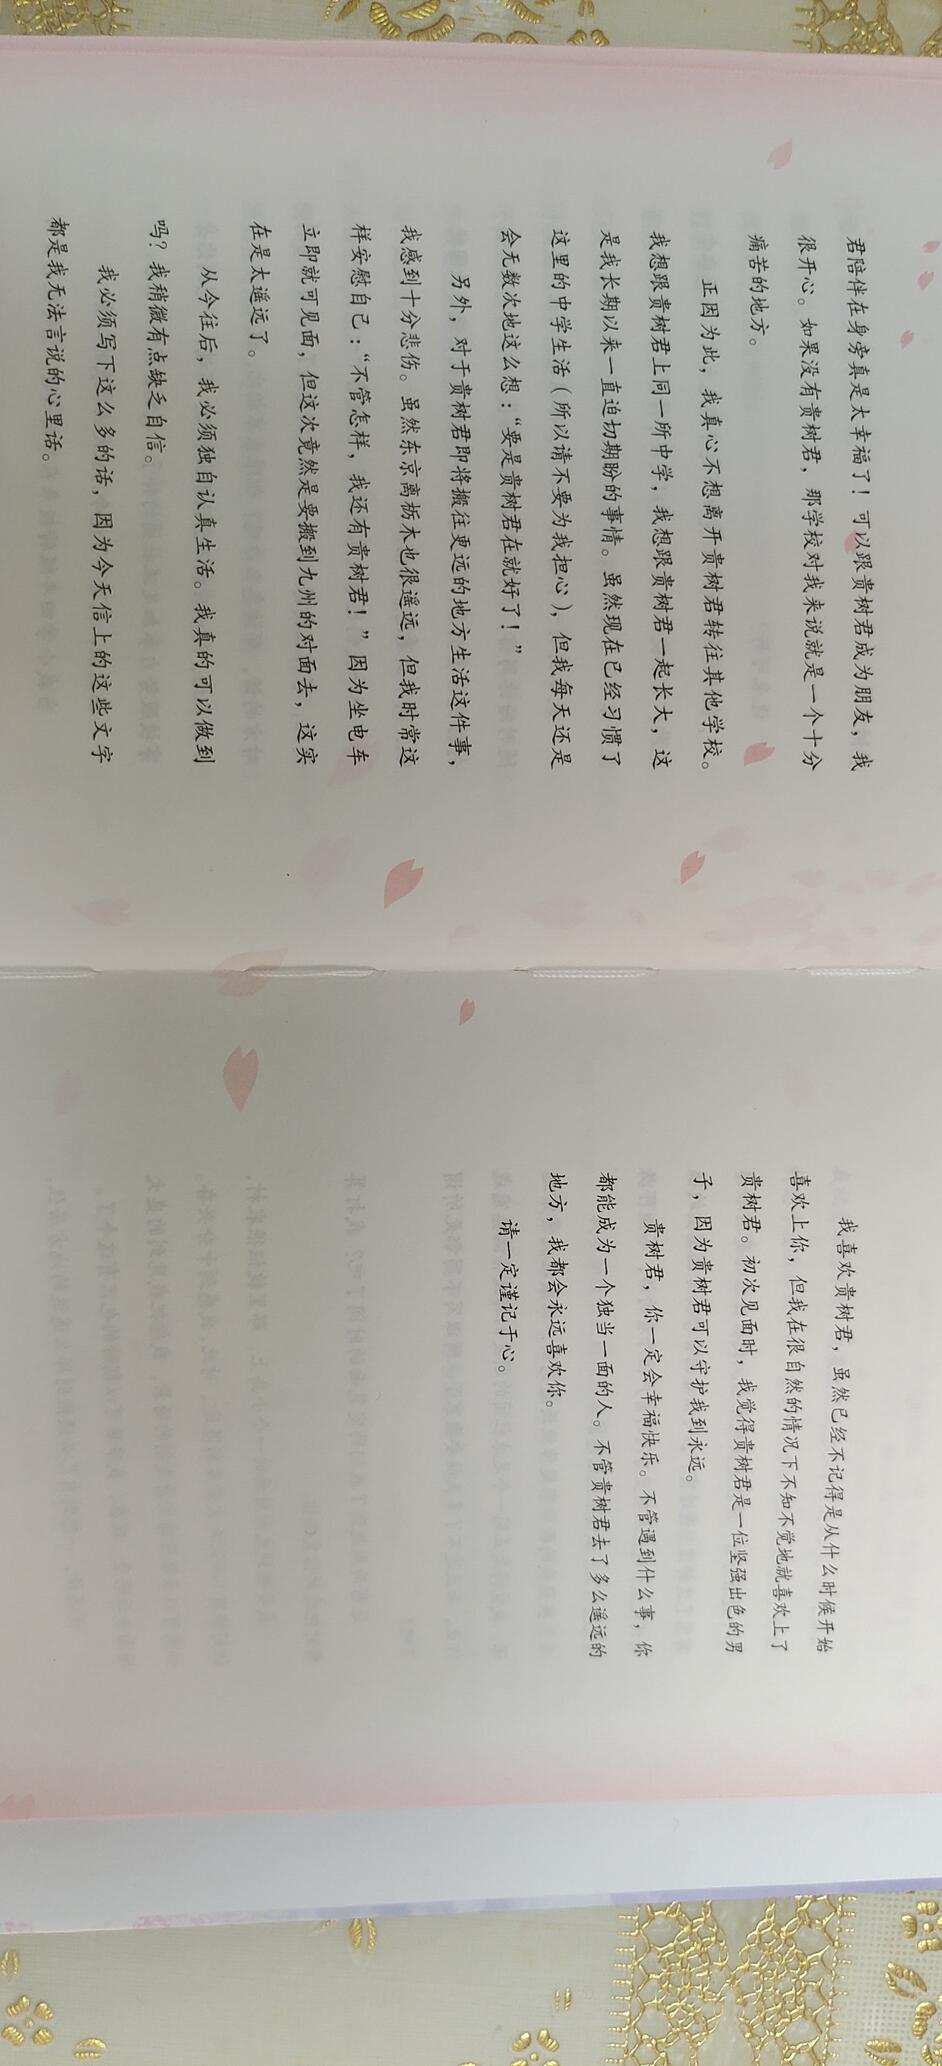 君陪伴在身旁真是太幸福了！可以跟贵树君成为朋友，我
很开心。如果没有贵树君，那学校对我来说就是一个十分
痛苦的地方。
正因为此，我真心不想离开贵树君转往其他学校。
我想跟贵树君上同一所中学，我想跟贵树君一起长大，这
是我长期以来一直迫切期盼的事情。虽然现在已经习惯了
这里的中学生活（所以请不要为我担心），但我每天还是
会无数次地这么想：“要是贵树君在就好了！”
另外，对于贵树君即将搬往更远的地方生活这件事，
我感到十分悲伤。虽然东京离栃木也很遥远，但我时常这
样安慰自己：“不管怎样，我还有贵树君！”因为坐电车
立即就可见面，但这次竟然是要搬到九州的对面去，这实
在是太遥远了。
从今往后，我必须独自认真生活。我真的可以做到
吗？我稍微有点缺乏自信。
我必须写下这么多的话，因为今天信上的这些文字
都是我无法言说的心里话。
我喜欢贵树君，虽然已经不记得是从什么时候开始
喜欢上你，但我在很自然的情况下不知不觉地就喜欢上了
贵树君。初次见面时，我觉得贵树君是一位坚强出色的男
子，因为贵树君可以守护我到永远。
贵树君，你一定会幸福快乐。不管遇到什么事，你
都能成为一个独当一面的人。不管贵树君去了多么遥远的
地方，我都会永远喜欢你。
请一定谨记于心。